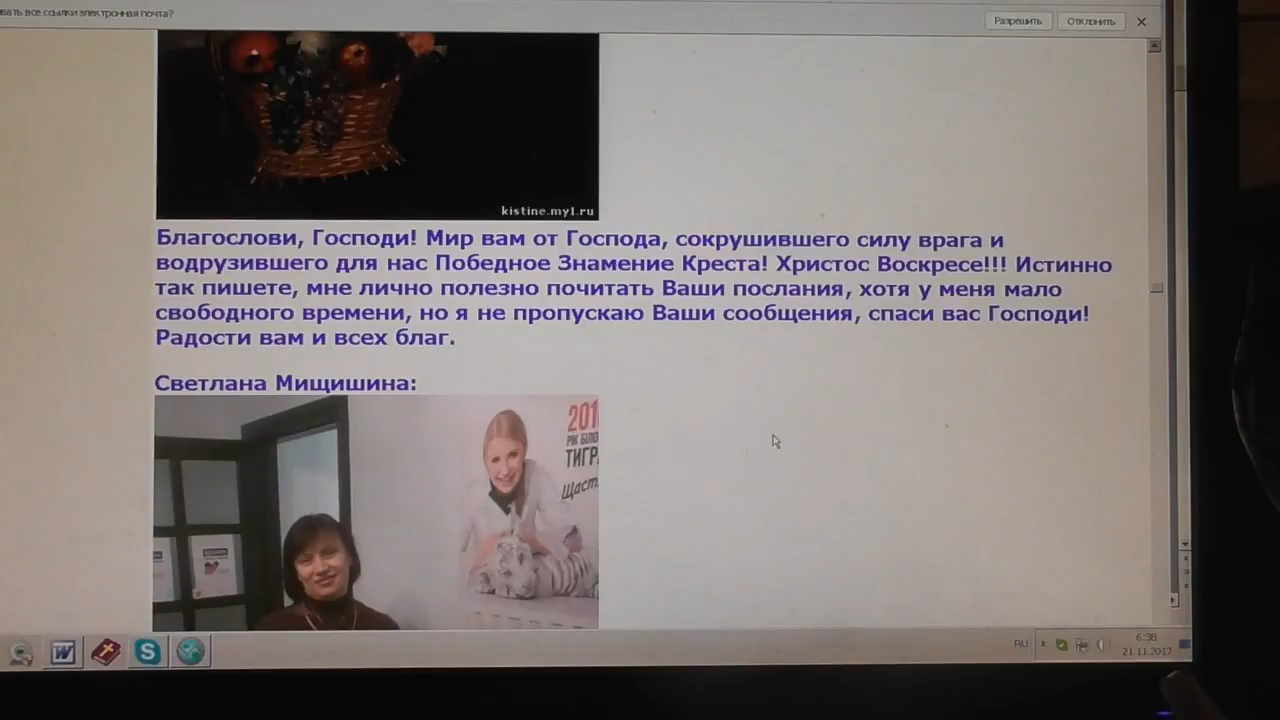 вать все ссылки электронная почта?
Разрешить
Отклонить
kistine.my1.ru
Благослови, Господи! Мир вам от Господа, сокрушившего силу врага и
водрузившего для нас Победное Знамение Креста! Христос Воскресе!!! Истинно
так пишете, мне лично полезно почитать Ваши послания, хотя у меня мало
свободного времени, но я не пропускаю Ваши сообщения, спаси вас Господи!
Радости вам и всех благ.
Светлана Мищишина:
201
РІК БІЛО
ТИГР
Щаст
RU
6:38
21.11.2017